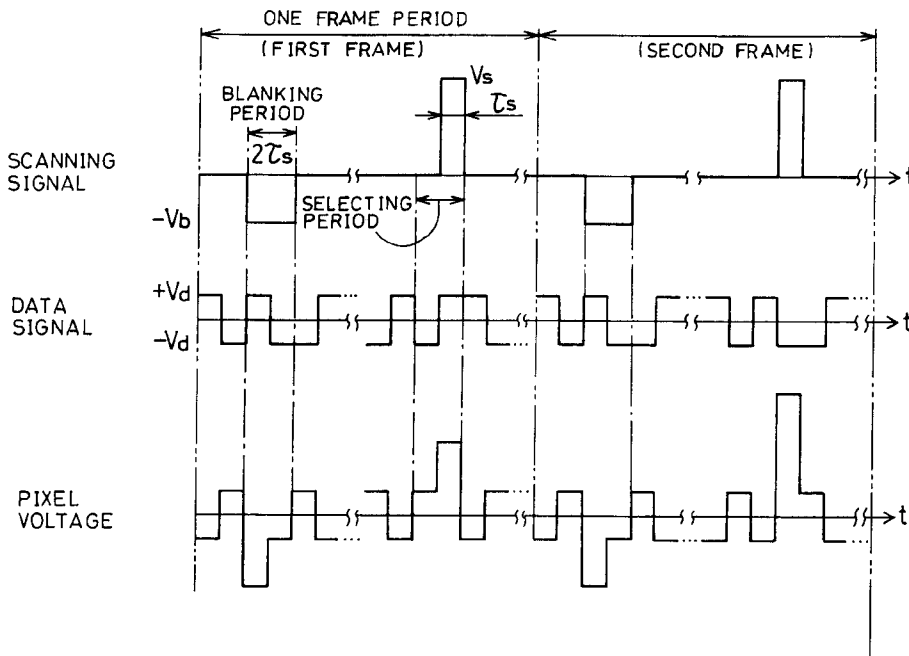 ONE FRAME PERIOD
(FIRST FRAME)
(SECOND FRAME)
Vs
BLANKING
PERIOD
τs
2τs
SCANNING
SIGNAL
t
SELECTING
PERIOD
-Vb
+Vd
DATA
SIGNAL
t
-Vd
PIXEL
VOLTAGE
t